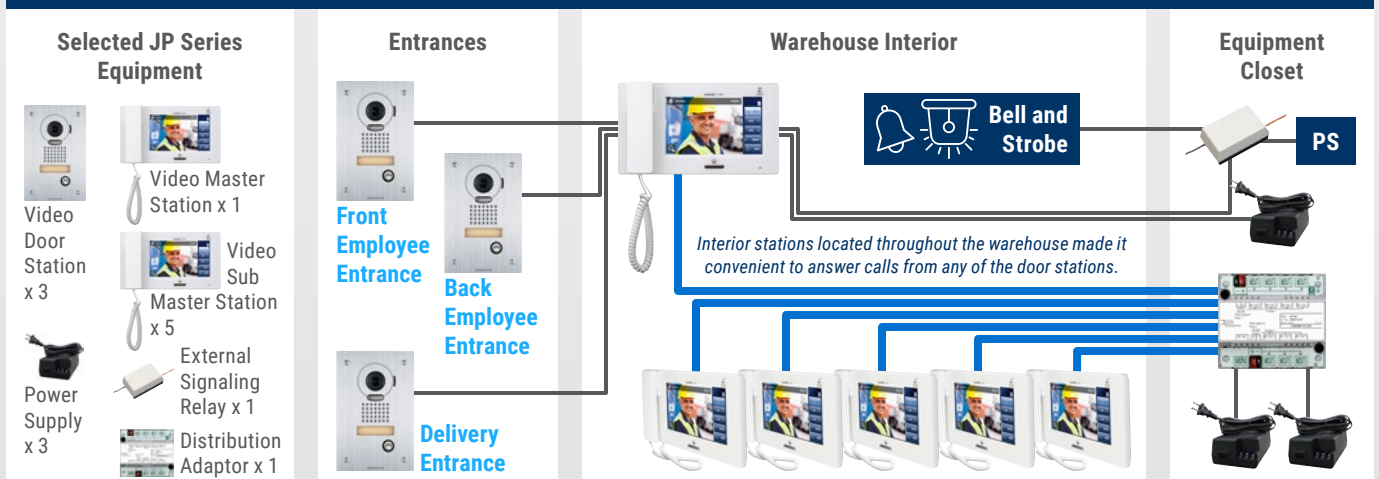 Selected JP Series
Equipment
Video
Door
Station
x 3
Video Master
Station x 1
Video
Sub
Master Station
x 5
Power
Supply
x 3
External
Signaling
Relay x 1
Distribution
Adaptor x 1
Entrances
Front
Employee
Entrance
Back
Employee
Entrance
Delivery
Entrance
Warehouse Interior
Bell and
Strobe
Interior stations located throughout the warehouse made it
convenient to answer calls from any of the door stations.
Equipment
Closet
PS